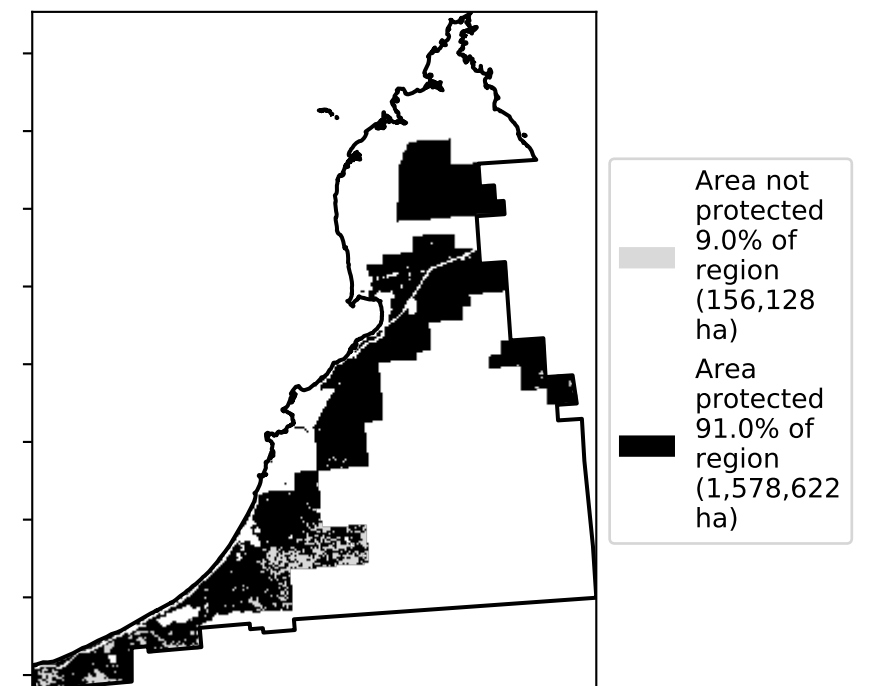 Area not
protected
9.0% of
region
(156,128
ha)
Area
protected
91.0% of
region
(1,578,622
ha)